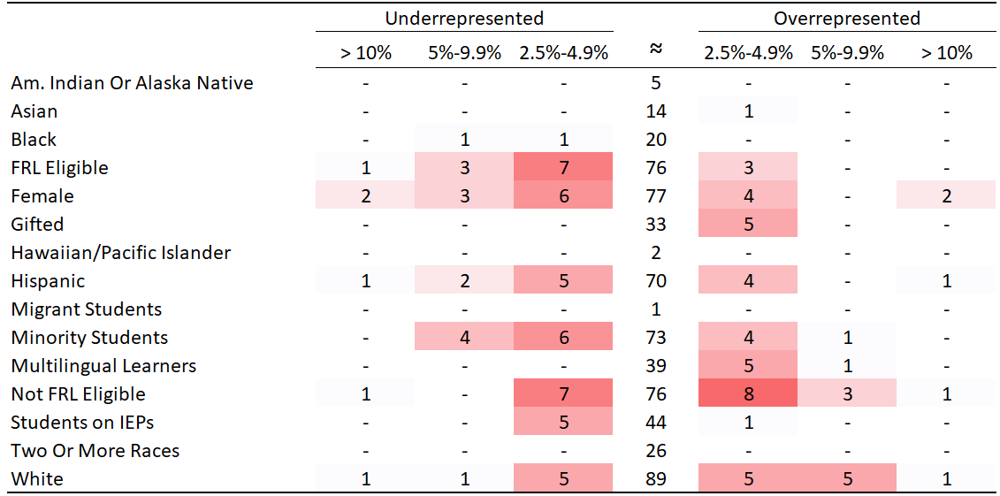 Underrepresented Overrepresented
> 10% 5%-9.9% 2.5%-4.9% ≈ 2.5%-4.9% 5%-9.9% > 10%
Am. Indian Or Alaska Native - - - 5 - - -
Asian - - - 14 1 - -
Black - 1 1 20 - - -
FRL Eligible 1 3 7 76 3 - -
Female 2 3 6 77 4 - 2
Gifted - - - 33 5 - -
Hawaiian/Pacific Islander - - - 2 - - -
Hispanic 1 2 5 70 4 - 1
Migrant Students - - - 1 - - -
Minority Students - 4 6 73 4 1 -
Multilingual Learners - - - 39 5 1 -
Not FRL Eligible 1 - 7 76 8 3 1
Students on IEPs - - 5 44 1 - -
Two Or More Races - - - 26 - - -
White 1 1 5 89 5 5 1